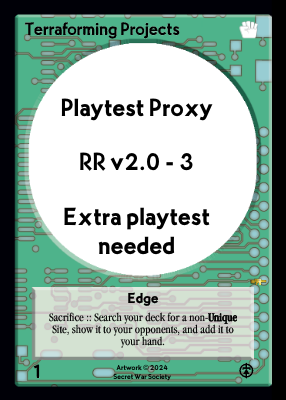 Terraforming Projects
Playtest Proxy
RR v2.0 - 3
Extra playtest
needed
Edge
Sacrifice :: Search your deck for a non-Unique
Site, show it to your opponents, and add it to
your hand.
1
Artwork © 2024
Secret War Society